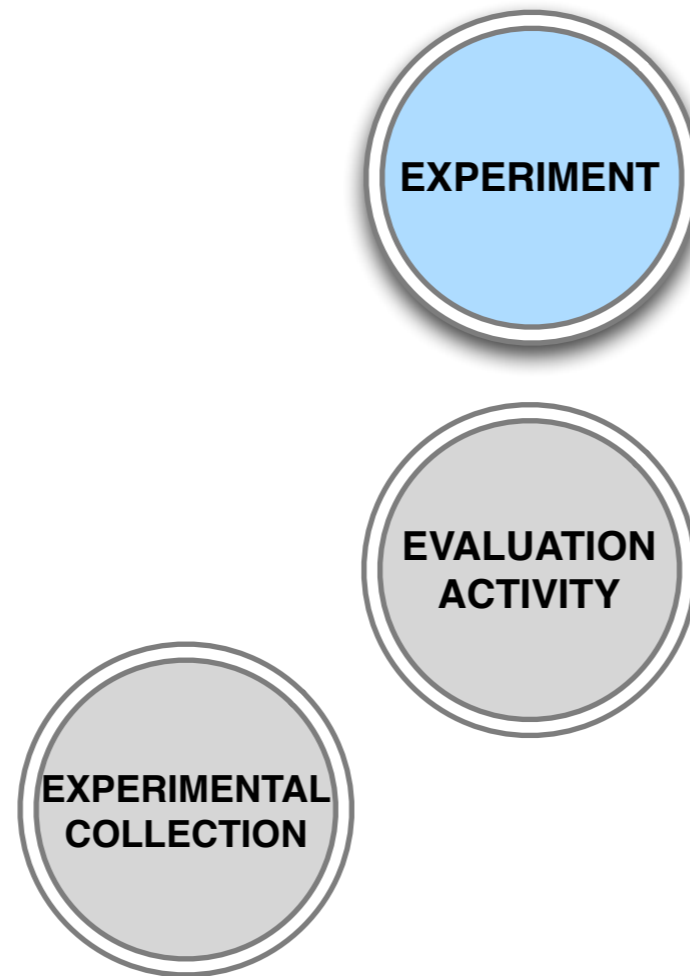 EXPERIMENT
EVALUATION
ACTIVITY
EXPERIMENTAL
COLLECTION